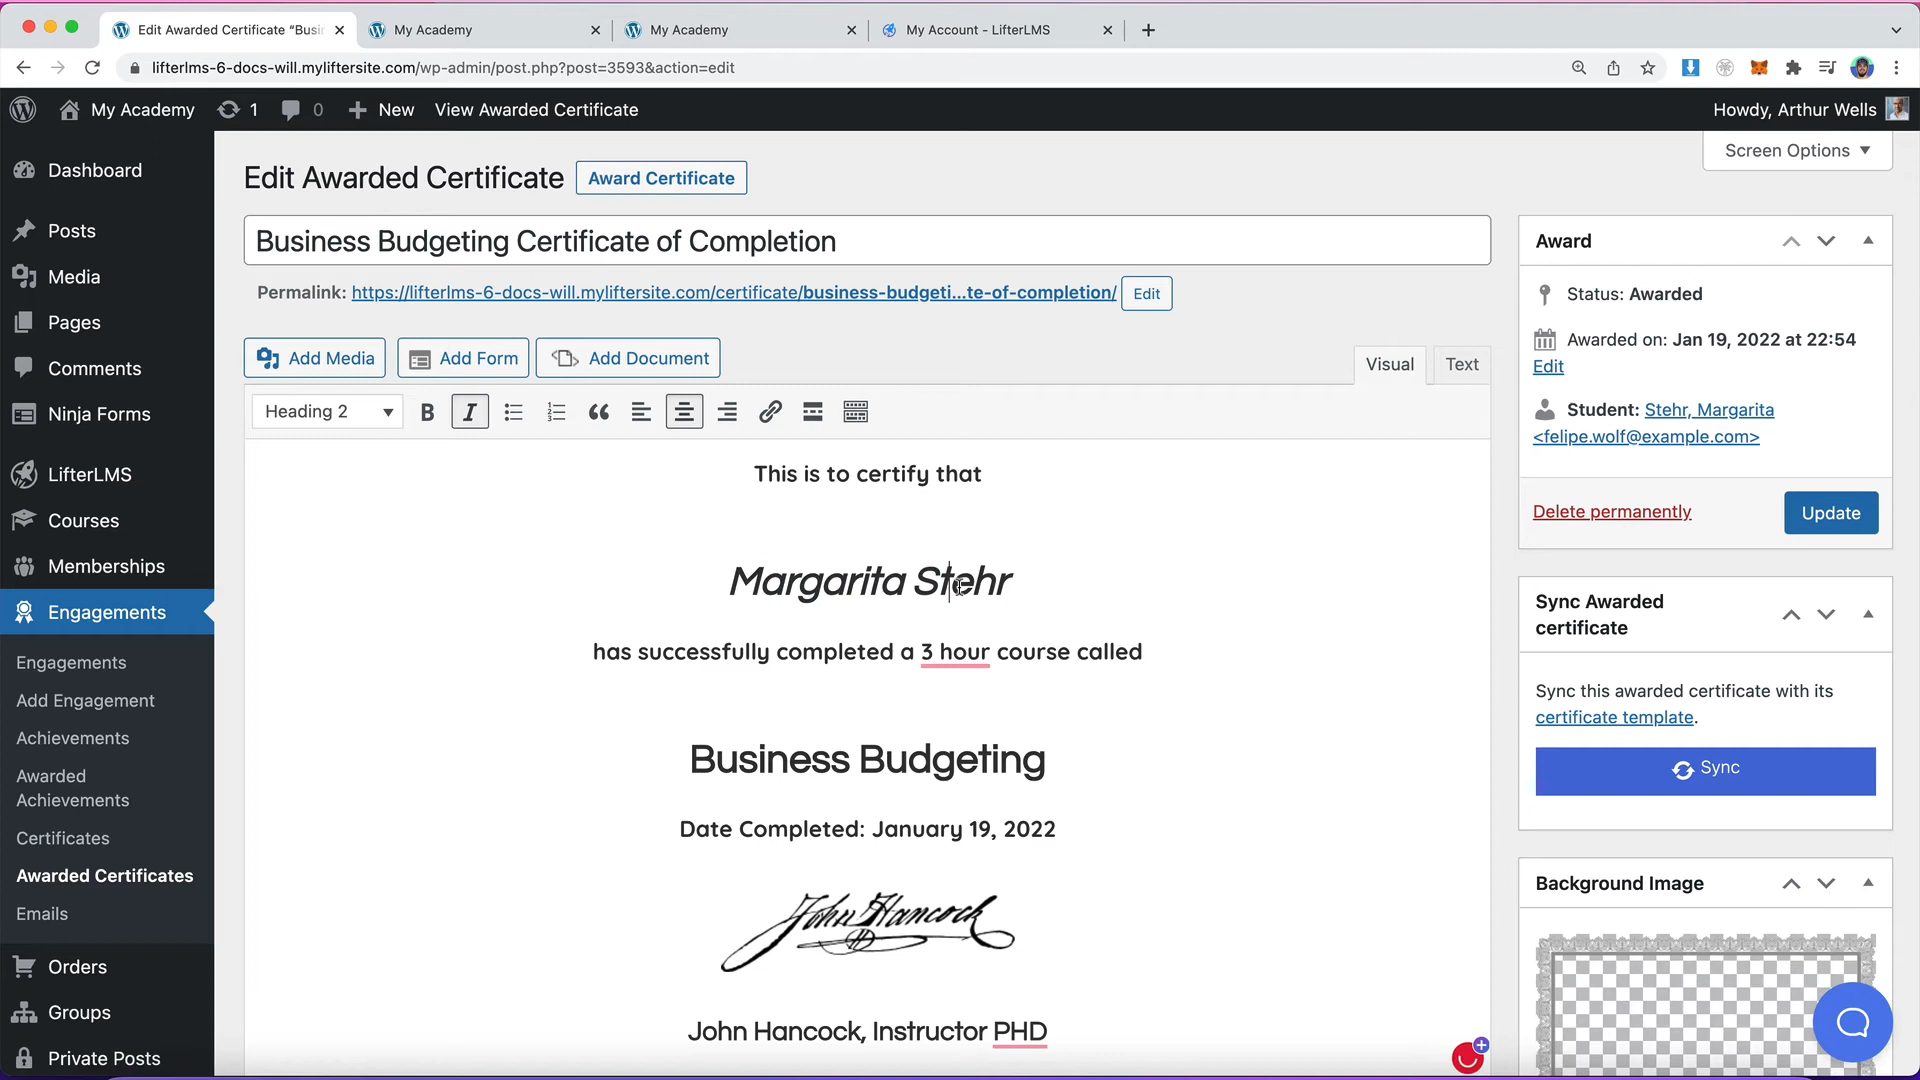 Edit Awarded Certificate "Busi
My Academy
My Academy
My Account - LifterLMS
lifterlms-6-docs-will.myliftersite.com/wp-admin/post.php?post=3593&action=edit
My Academy
1
0
New
View Awarded Certificate
Howdy, Arthur Wells
Dashboard
Posts
Media
Pages
Comments
Ninja Forms
LifterLMS
Courses
Memberships
Engagements
Engagements
Add Engagement
Achievements
Awarded
Achievements
Certificates
Awarded Certificates
Emails
Orders
Groups
Private Posts
Screen Options
Edit Awarded Certificate
Award Certificate
Business Budgeting Certificate of Completion
Permalink: https://lifterlms-6-docs-will.myliftersite.com/certificate/business-budgeti...te-of-completion/ Edit
Add Media
Add Form
Add Document
Visual
Text
Heading 2
B
I
This is to certify that
Margarita Stehr
has successfully completed a 3 hour course called
Business Budgeting
Date Completed: January 19, 2022
John Hancock
John Hancock, Instructor PHD
Award
Status: Awarded
Awarded on: Jan 19, 2022 at 22:54
Edit
Student: Stehr, Margarita
<felipe.wolf@example.com>
Delete permanently
Update
Sync Awarded
certificate
Sync this awarded certificate with its
certificate template.
Sync
Background Image